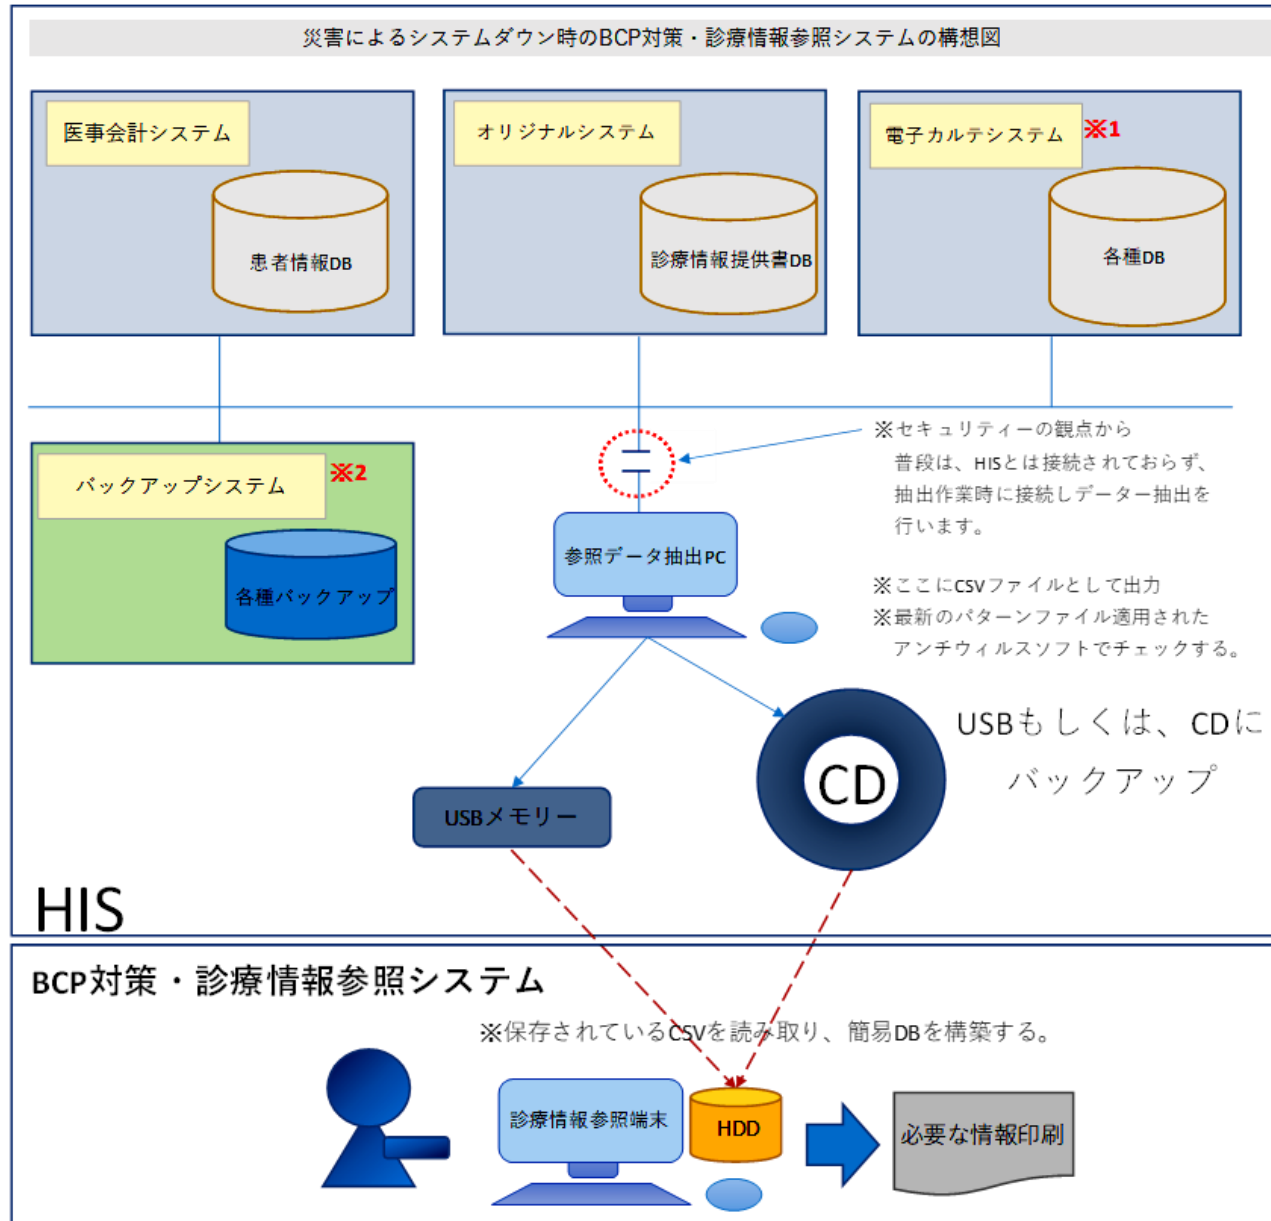 災害によるシステムダウン時のBCP対策・診療情報参照システムの構想図
医事会計システム
患者情報DB
オリジナルシステム
診療情報提供書DB
電子カルテシステム
※1
各種DB
バックアップシステム
※2
各種バックアップ
※セキュリティーの観点から
普段は、HISとは接続されておらず、
抽出作業時に接続しデーター抽出を
行います。
参照データ抽出PC
※ここにCSVファイルとして出力
※最新のパターンファイル適用された
アンチウィルスソフトでチェックする。
USBもしくは、CDに
バックアップ
CD
USBメモリー
HIS
BCP対策・診療情報参照システム
※保存されているCSVを読み取り、簡易DBを構築する。
診療情報参照端末
HDD
必要な情報印刷